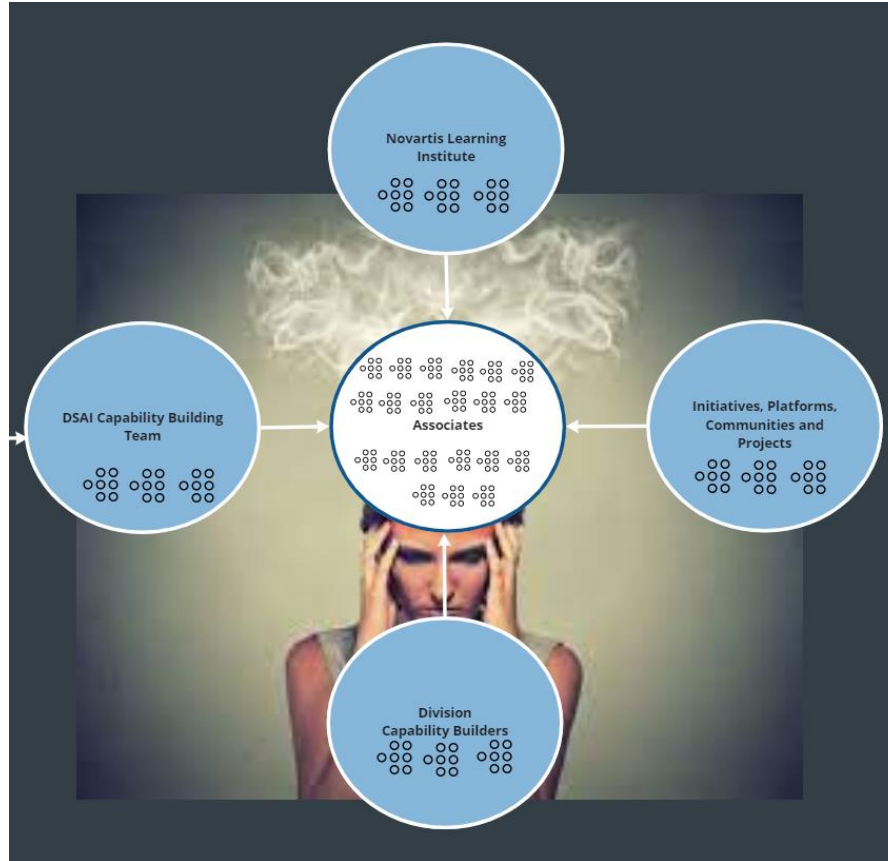 Novartis Learning
Institute
DSAI Capability Building
Team
Associates
Initiatives, Platforms,
Communities and
Projects
Division
Capability Builders